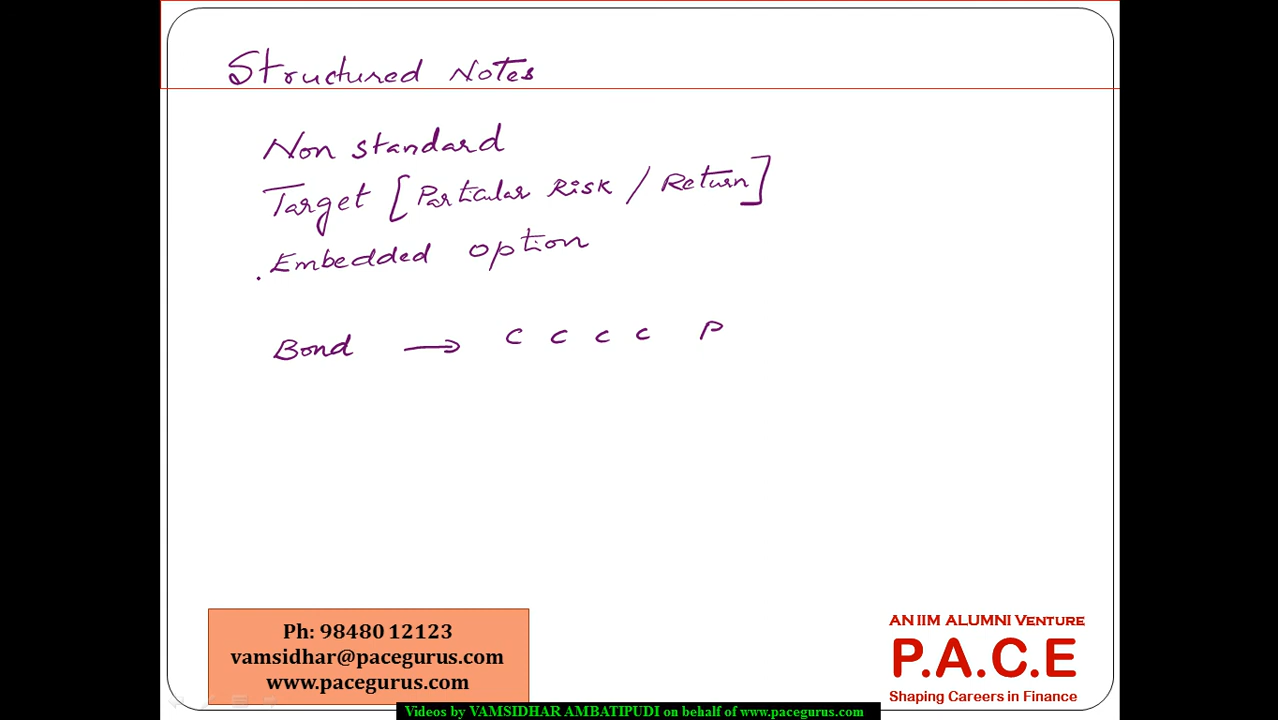 Structured Notes
Non standard
Target [Particular Risk / Return]
Embedded option
Bond → C C C C P
Ph: 98480 12123
vamsidhar@pacegurus.com
www.pacegurus.com
AN IIM ALUMNI VENTURE
P.A.C.E
Shaping Careers in Finance
Videos by VAMSIDHAR AMBATIPUDI on behalf of www.pacegurus.com